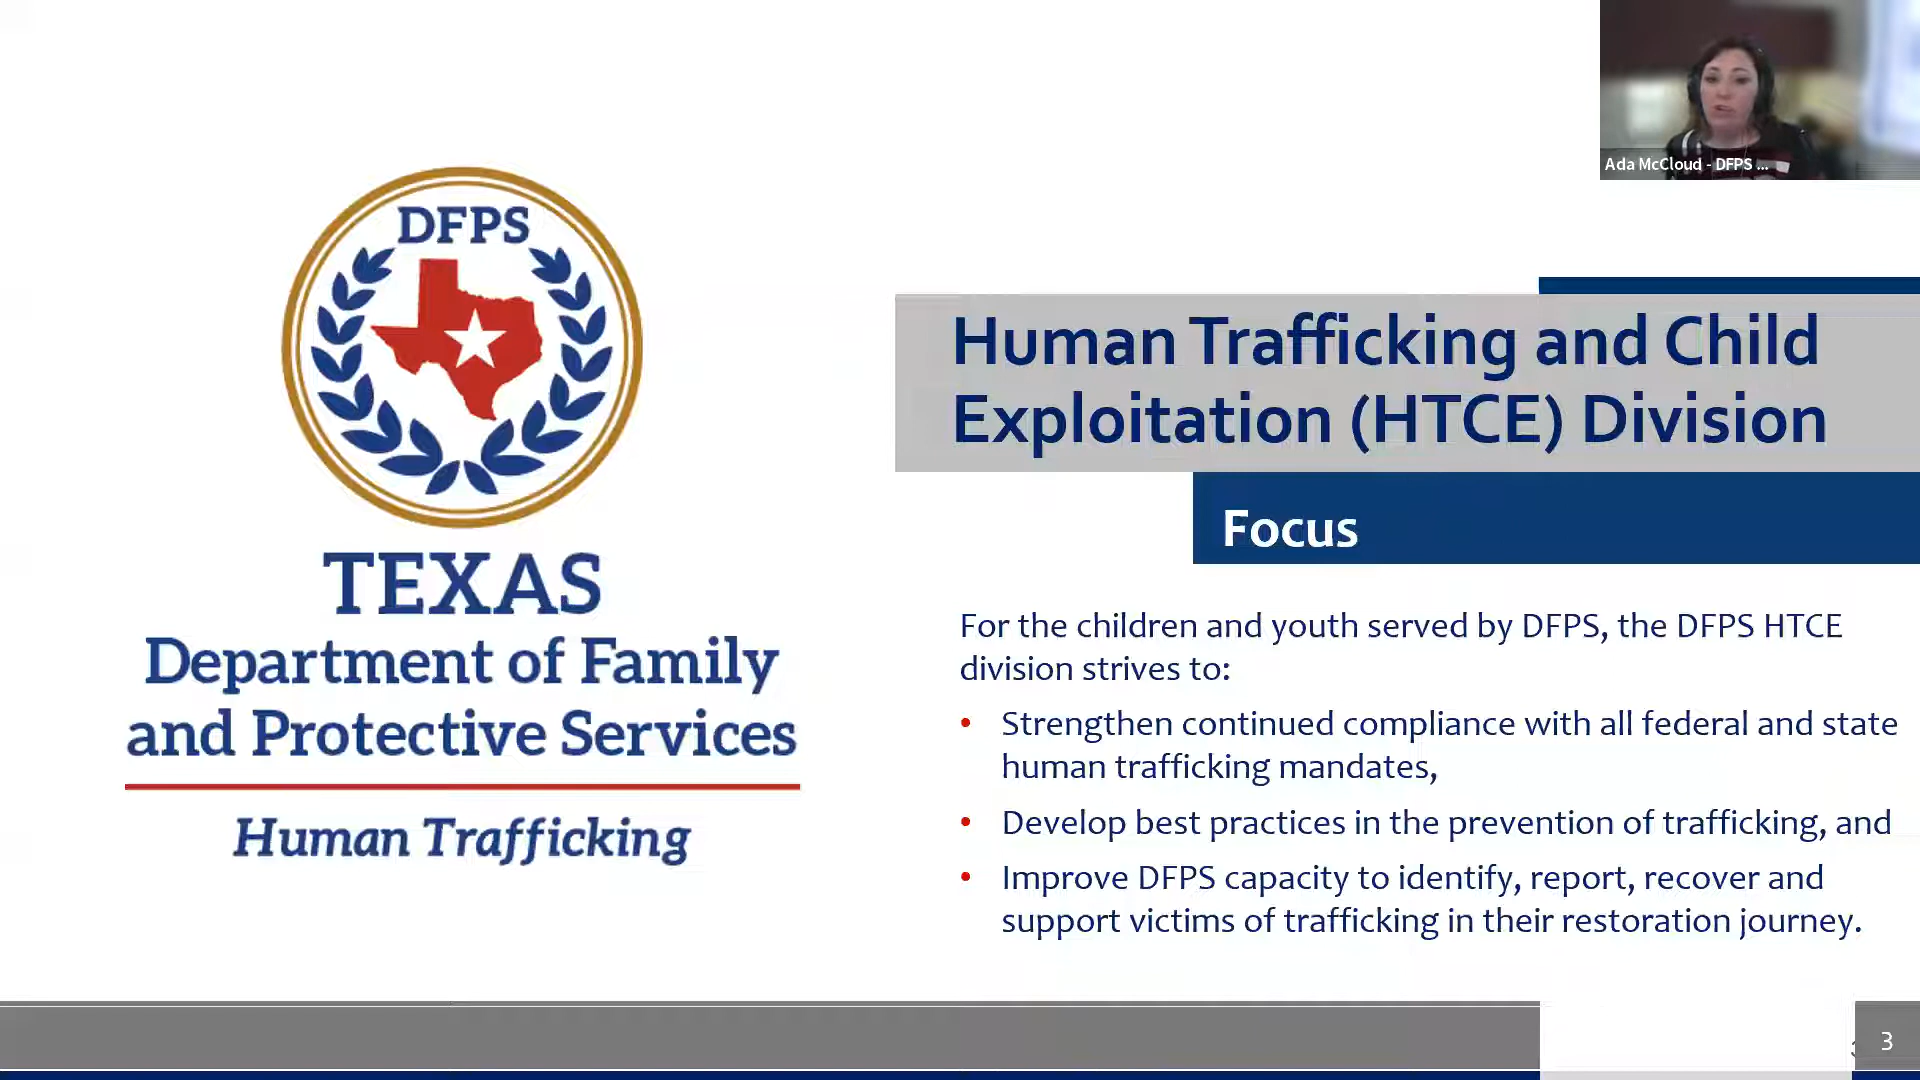 Ada McCloud - DFPS ...
DFPS
TEXAS
Department of Family
and Protective Services
Human Trafficking
Human Trafficking and Child
Exploitation (HTCE) Division
Focus
For the children and youth served by DFPS, the DFPS HTCE
division strives to:
• Strengthen continued compliance with all federal and state
human trafficking mandates,
• Develop best practices in the prevention of trafficking, and
• Improve DFPS capacity to identify, report, recover and
support victims of trafficking in their restoration journey.
3